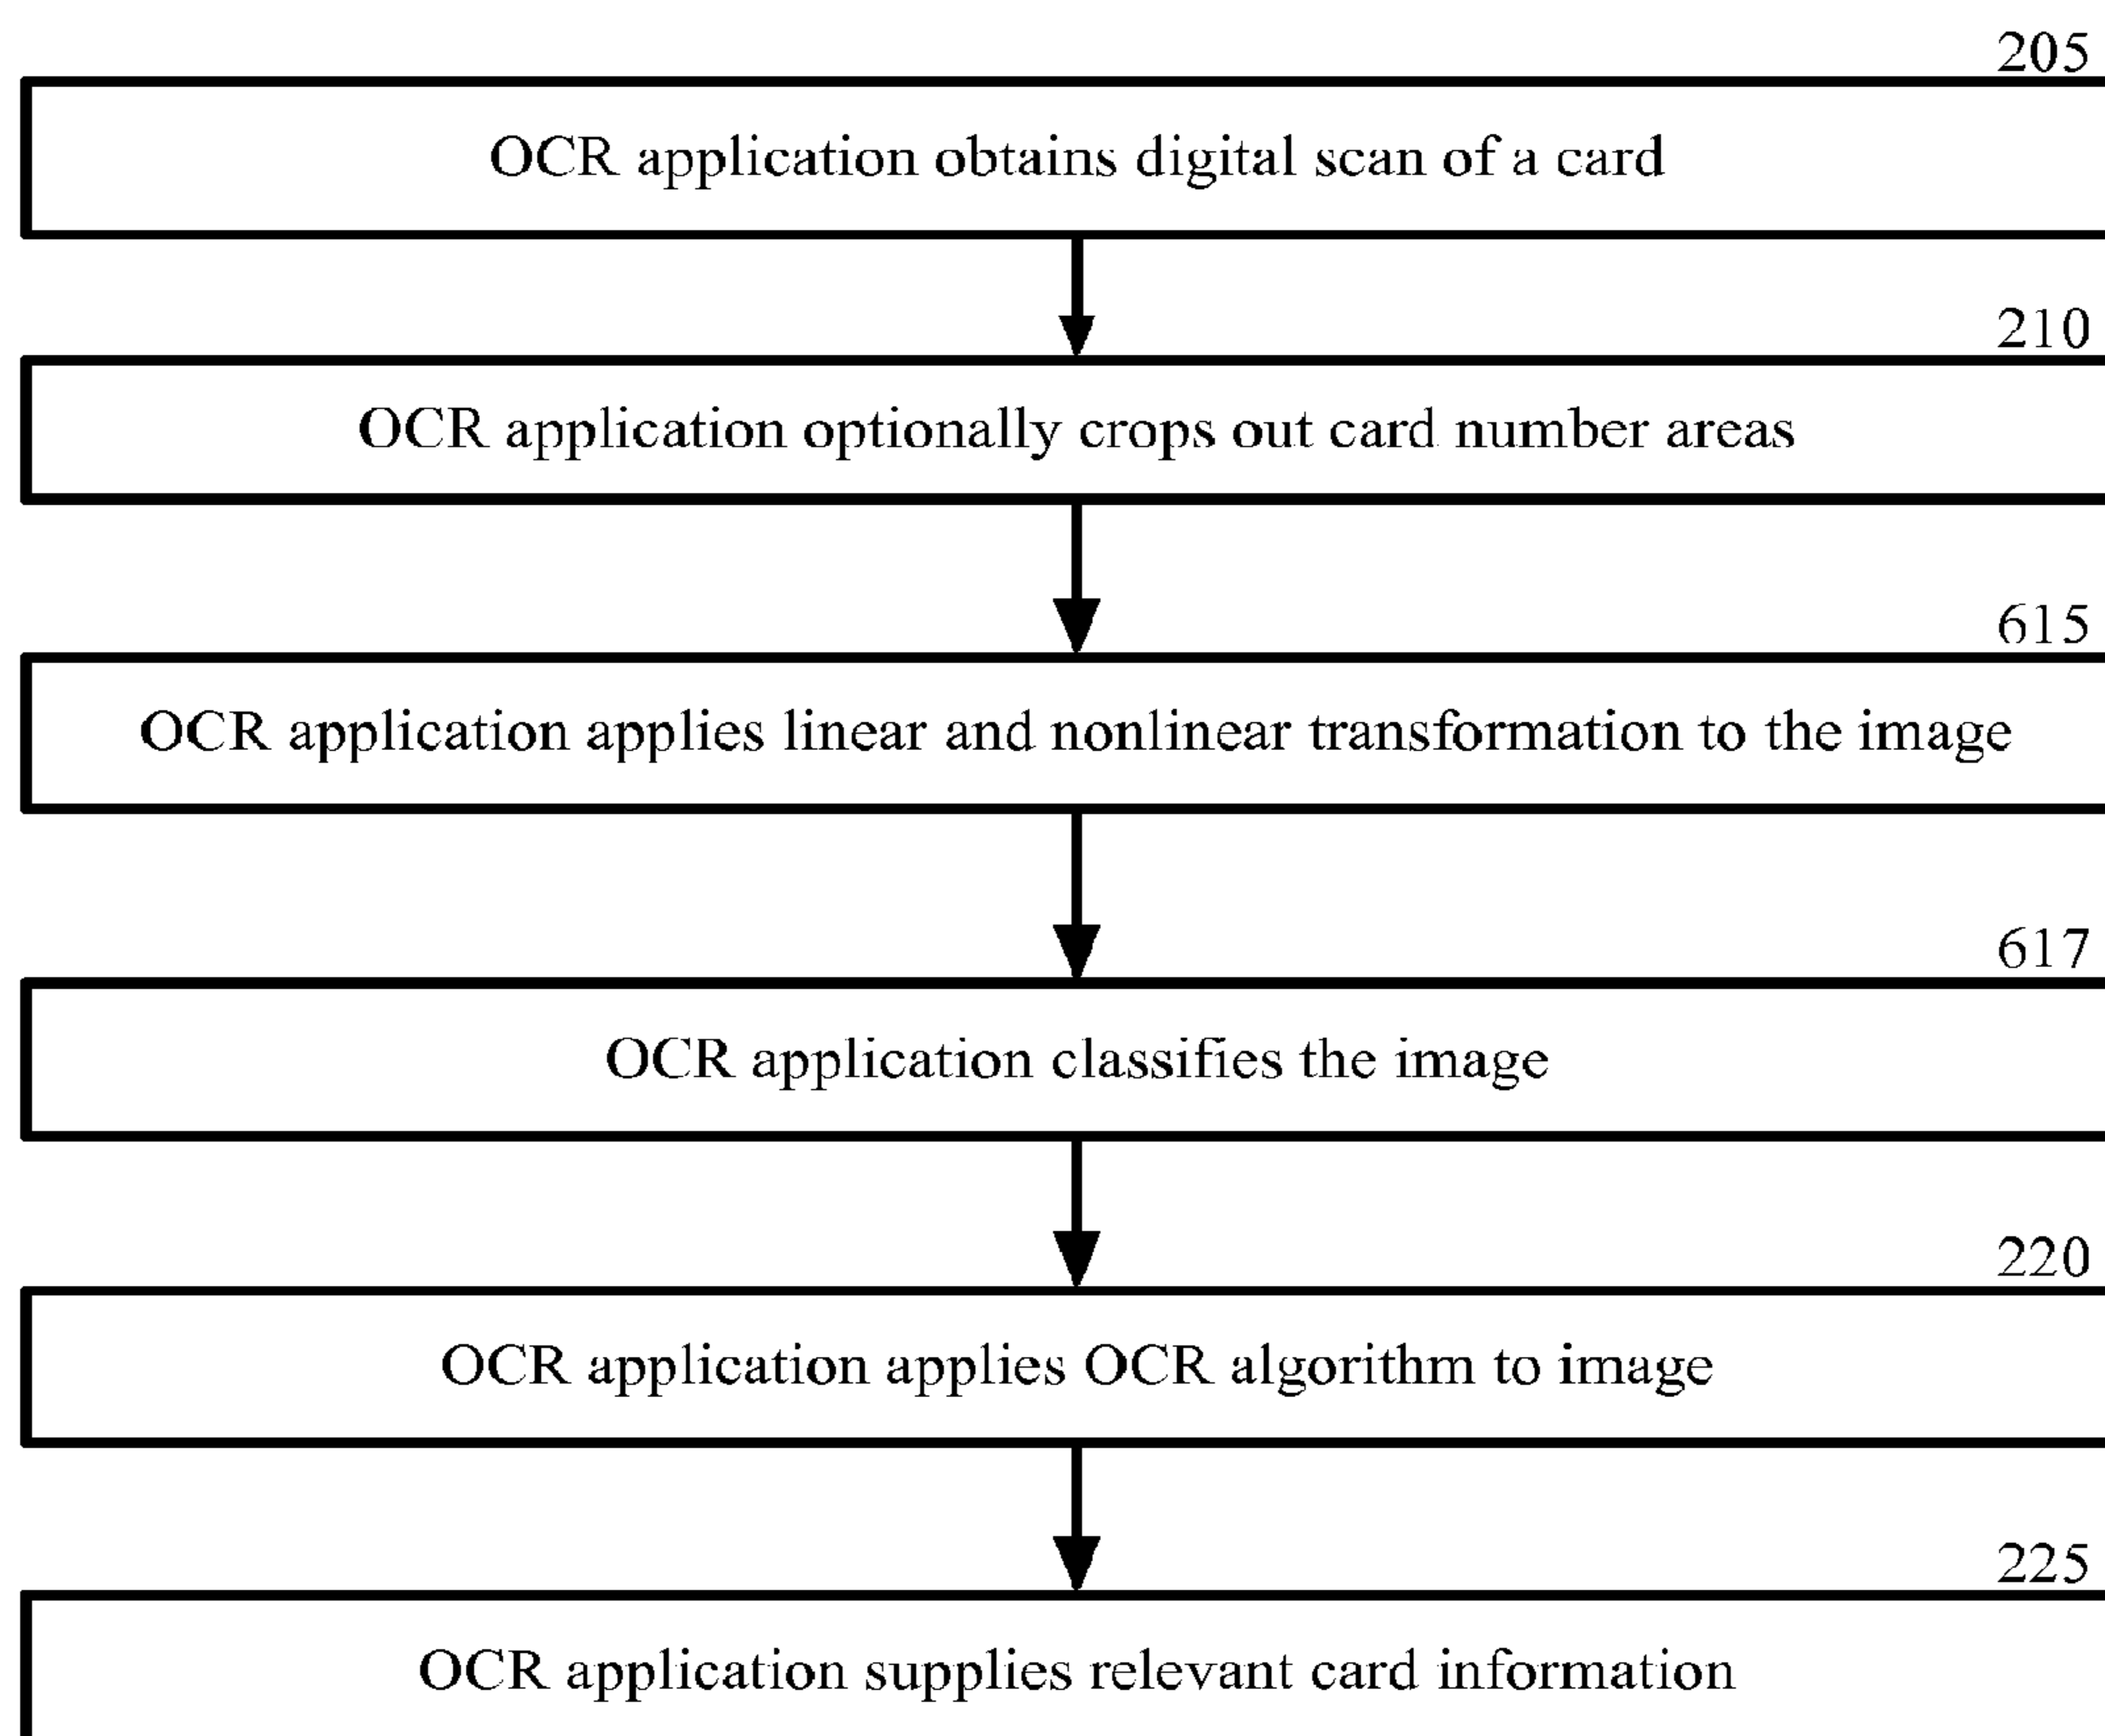 205
OCR application obtains digital scan of a card
210
OCR application optionally crops out card number areas
615
OCR application applies linear and nonlinear transformation to the image
617
OCR application classifies the image
220
OCR application applies OCR algorithm to image
225
OCR application supplies relevant card information